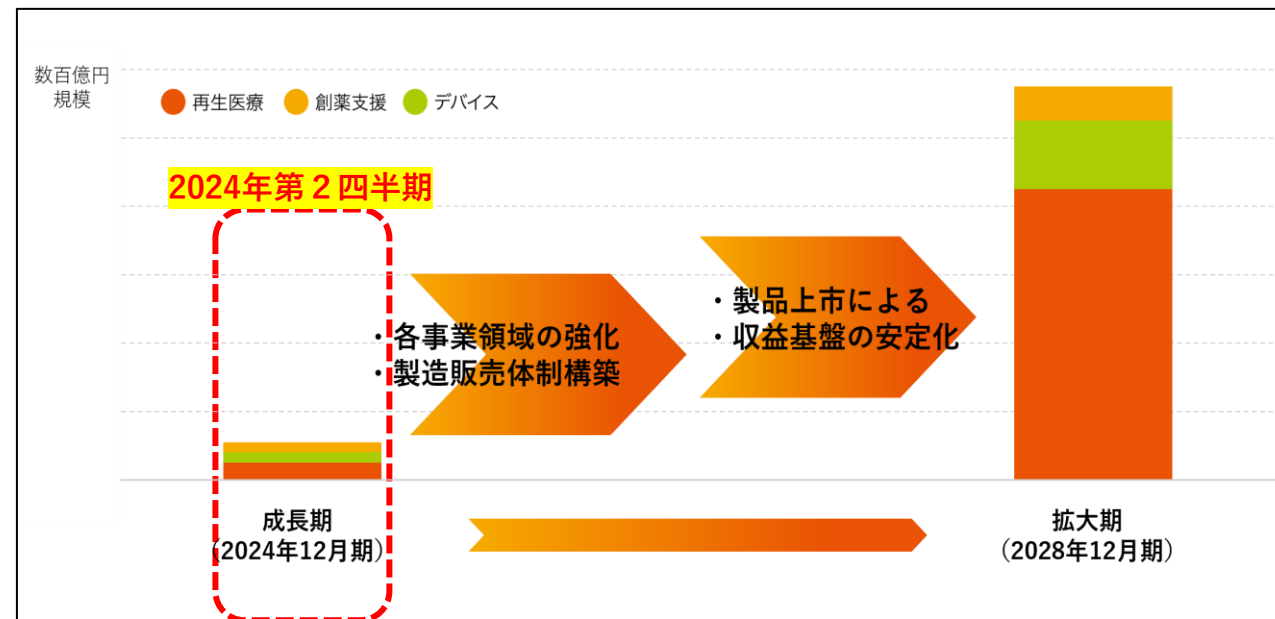 数百億円
規模
再生医療 創薬支援 デバイス
2024年第２四半期
・各事業領域の強化
・製造販売体制構築
・製品上市による
・収益基盤の安定化
成長期
（2024年12月期）
拡大期
（2028年12月期）